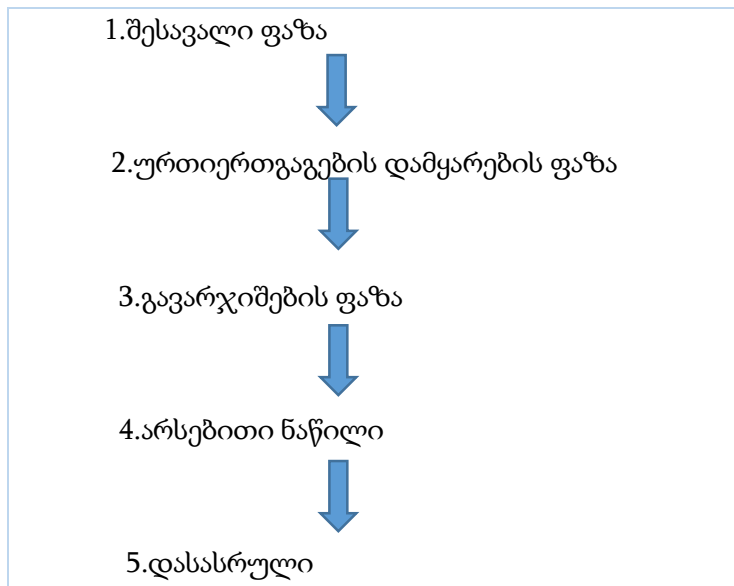 1.შესავალი ფაზა
2.ურთიერთგაგების დამყარების ფაზა
3.გავარჯიშების ფაზა
4.არსებითი ნაწილი
5.დასასრული